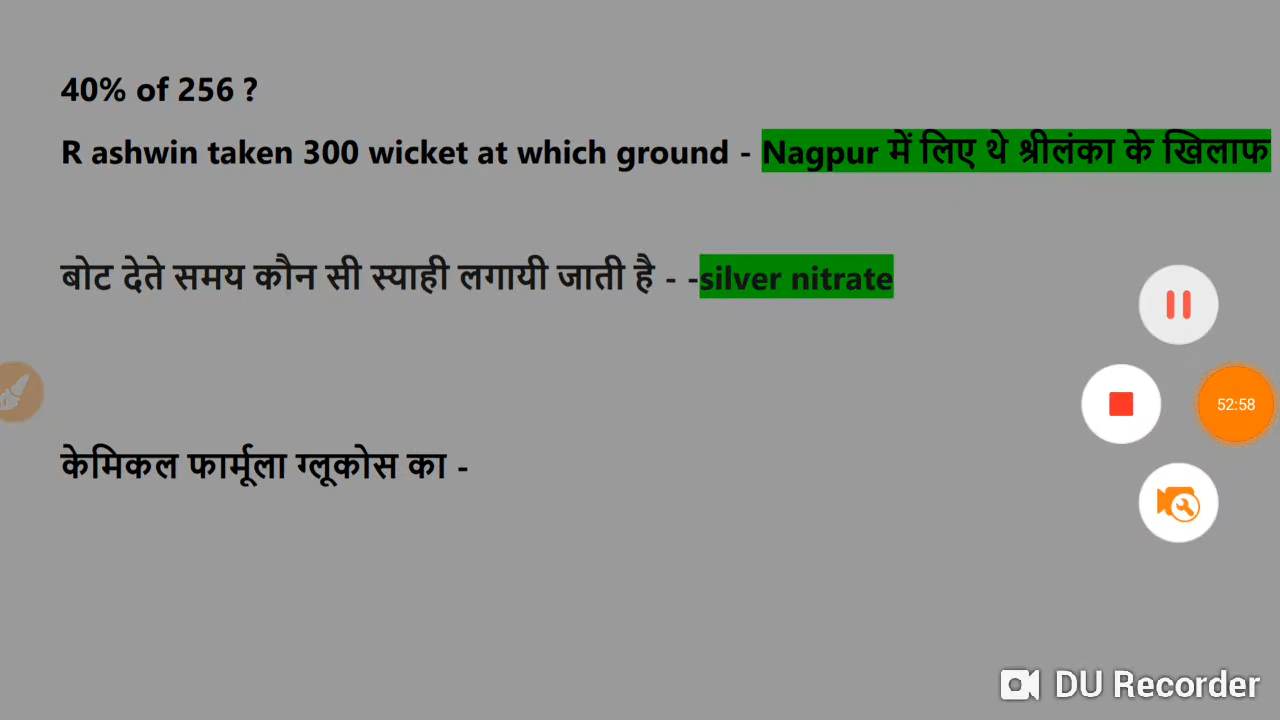 40% of 256 ?
R ashwin taken 300 wicket at which ground - Nagpur में लिए थे श्रीलंका के खिलाफ
बोट देते समय कौन सी स्याही लगायी जाती है - -silver nitrate
52:58
केमिकल फार्मूला ग्लूकोस का -
DU Recorder